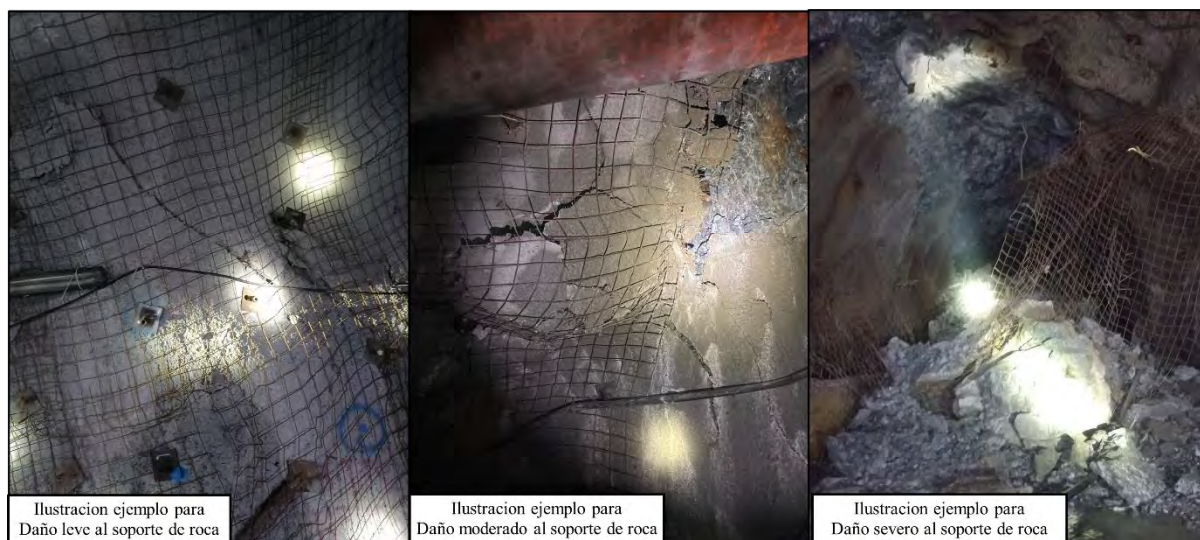 Ilustracion ejemplo para
Daño leve al soporte de roca
Ilustracion ejemplo para
Daño moderado al soporte de roca
Ilustracion ejemplo para
Daño severo al soporte de roca